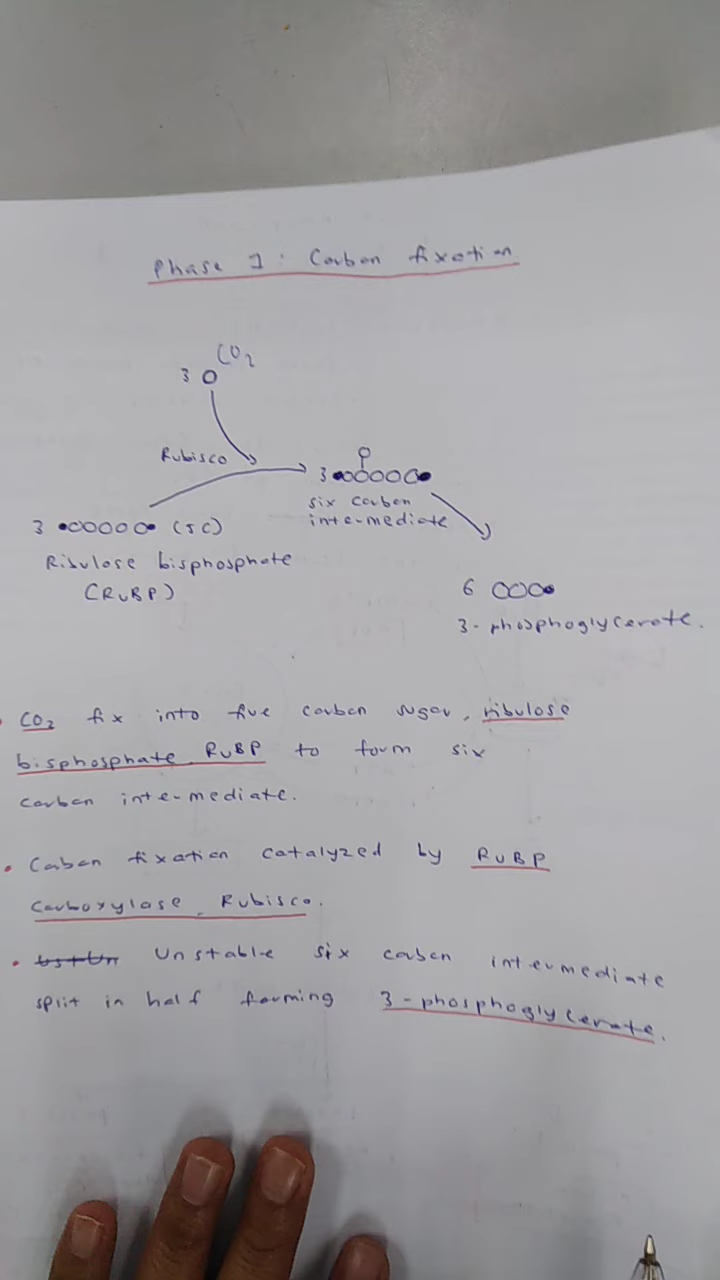 Phase 1: Carbon fixation
CO2
3
Rubisco
3
six carbon
intermediate
3 (5C)
Ribulose bisphosphate
(RuBP)
6
3-phosphoglycerate.
• CO2 fix into five carbon sugar, ribulose
bisphosphate, RuBP to form six
carbon intermediate.
• Carbon fixation catalyzed by RuBP
carboxylase, Rubisco.
• Unstable six carbon intermediate
split in half forming 3-phosphoglycerate.